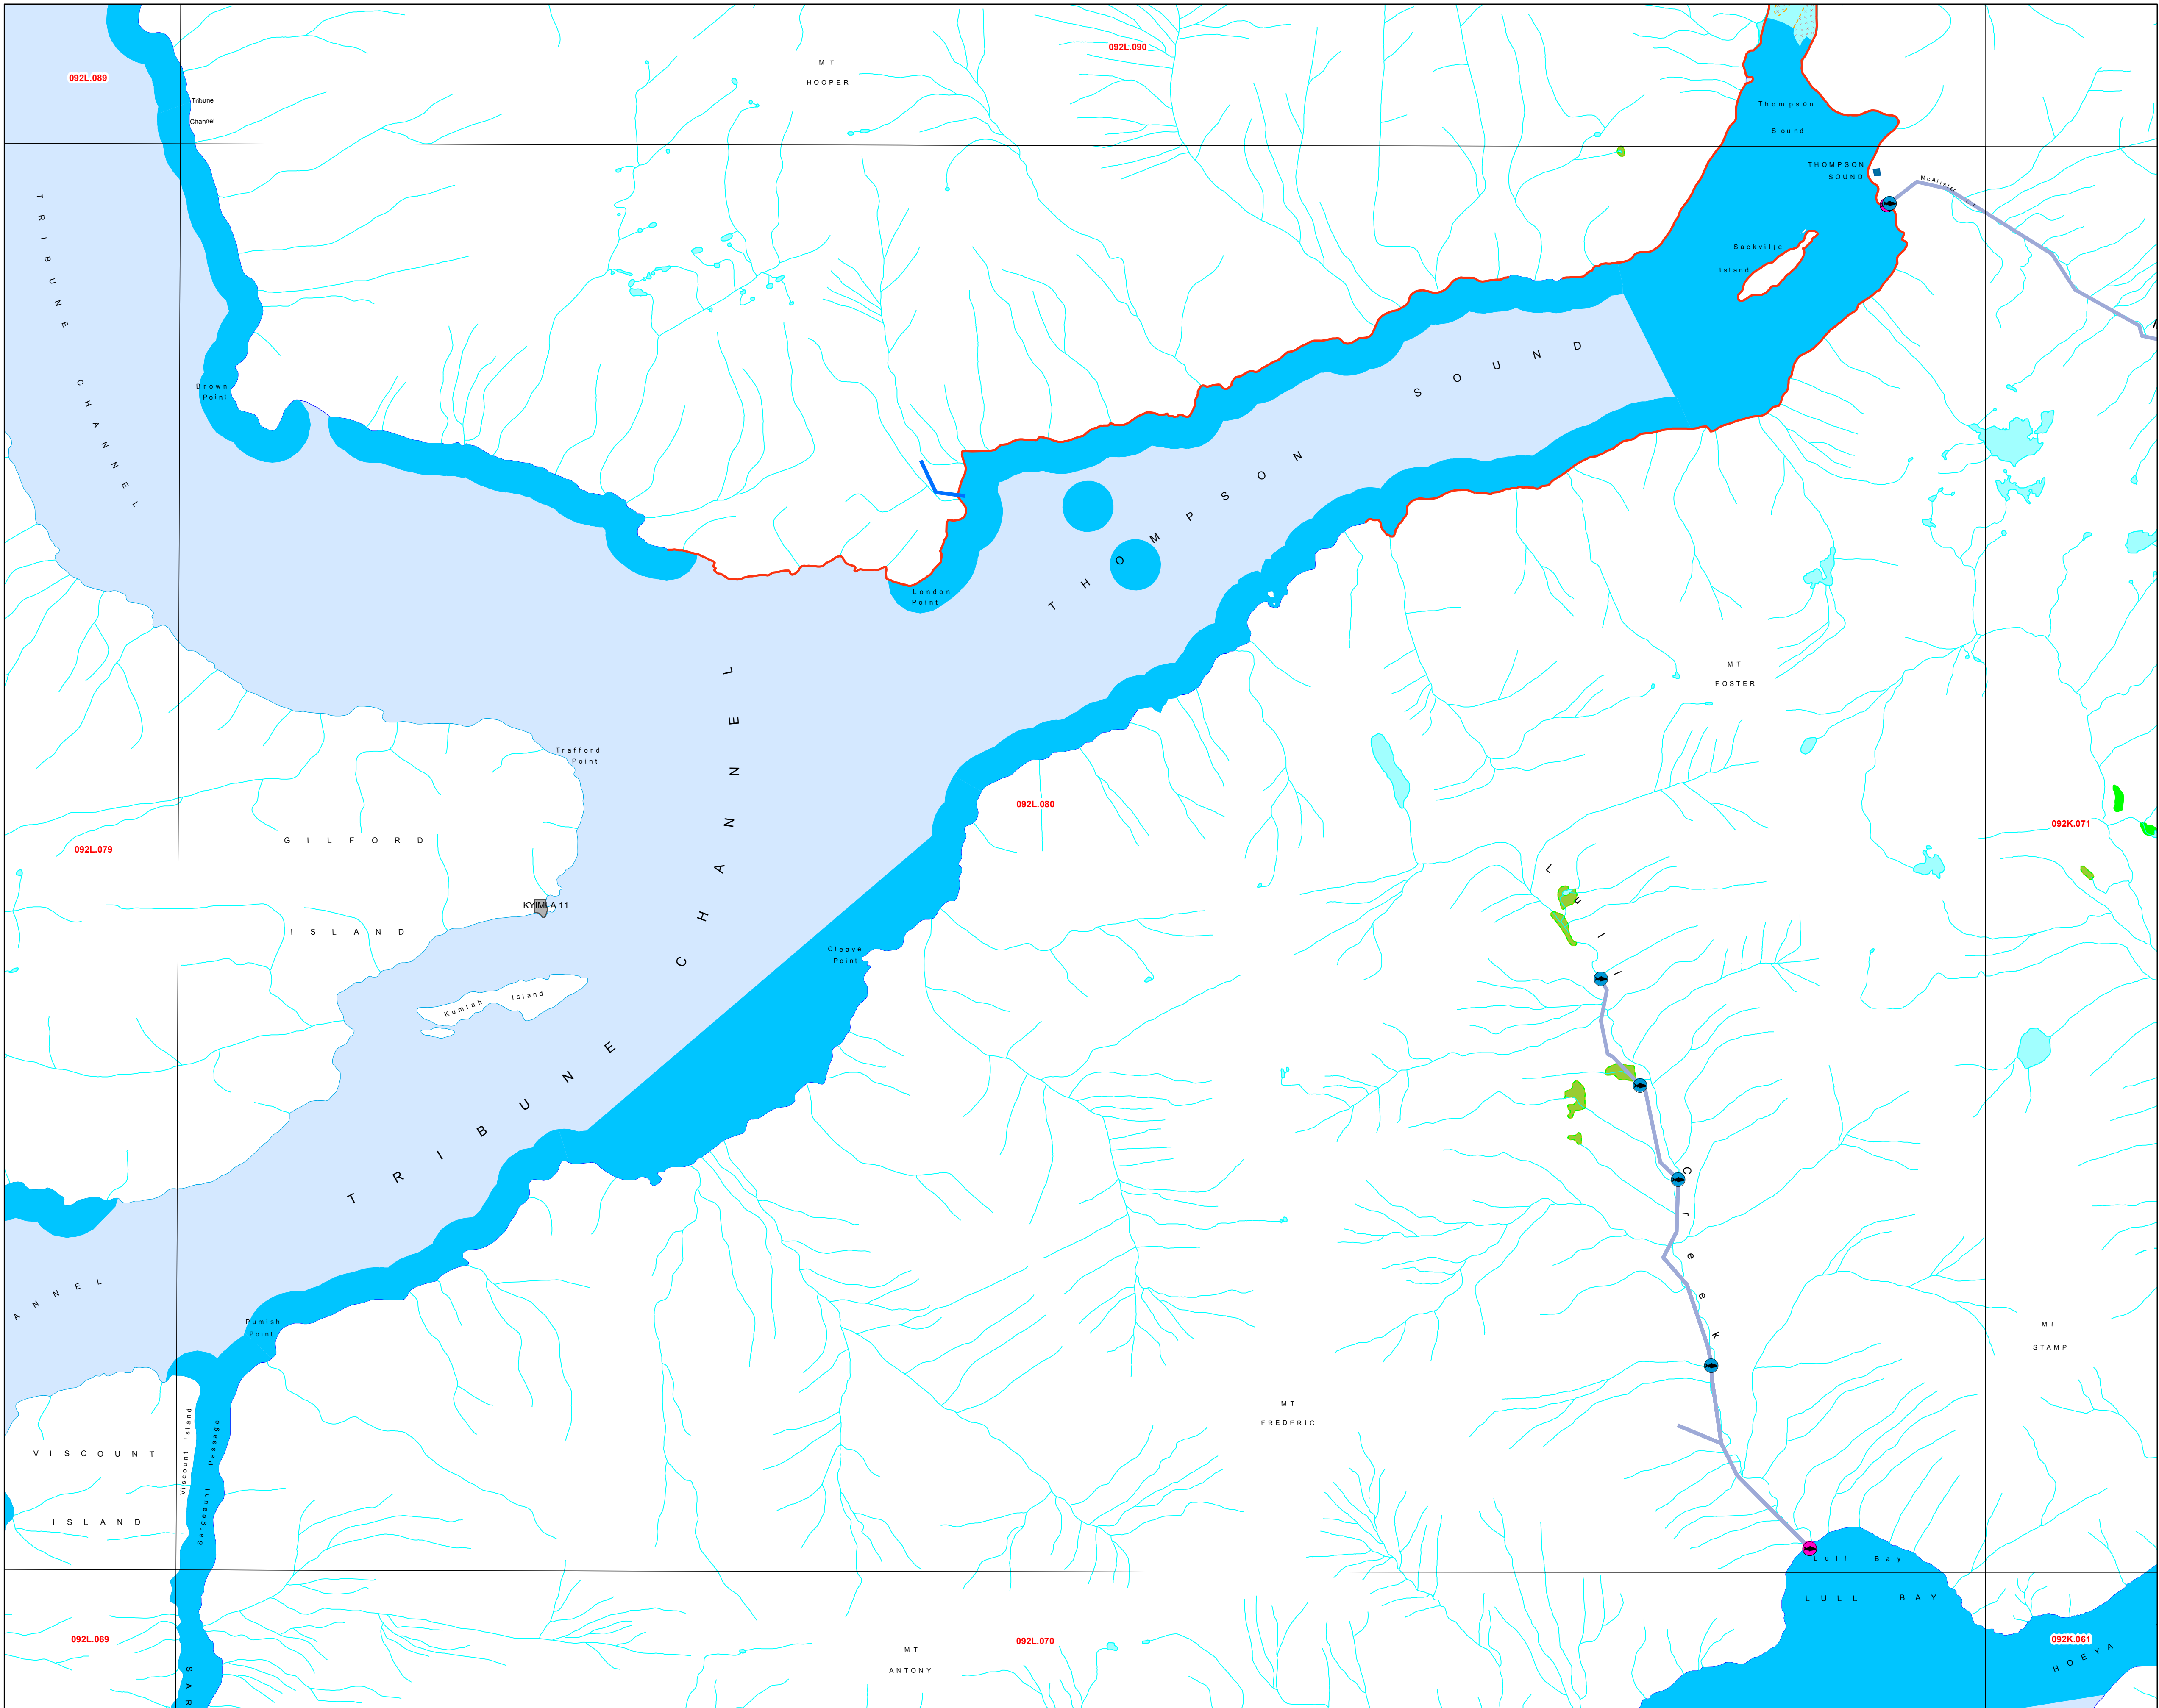 092L.090
092L.089
MT
HOOPER
Tribune
Channel
Thompson
Sound
THOMPSON
SOUND
McAlister Cr
Sackville
Island
TRIBUNE CHANNEL
Brown
Point
THOMPSON SOUND
London
Point
MT
FOSTER
Trafford
Point
092L.080
092K.071
GILFORD
092L.079
KYIMLA 11
ISLAND
Cleave
Point
Kumlah Island
TRIBUNE CHANNEL
Lull Creek
ANNEL
Pumish
Point
MT
STAMP
MT
FREDERIC
VISCOUNT
ISLAND
Viscount Island
Sargeaunt Passage
Lull Bay
LULL BAY
092L.069
092L.070
092K.061
HOEYA
MT
ANTONY
SAR